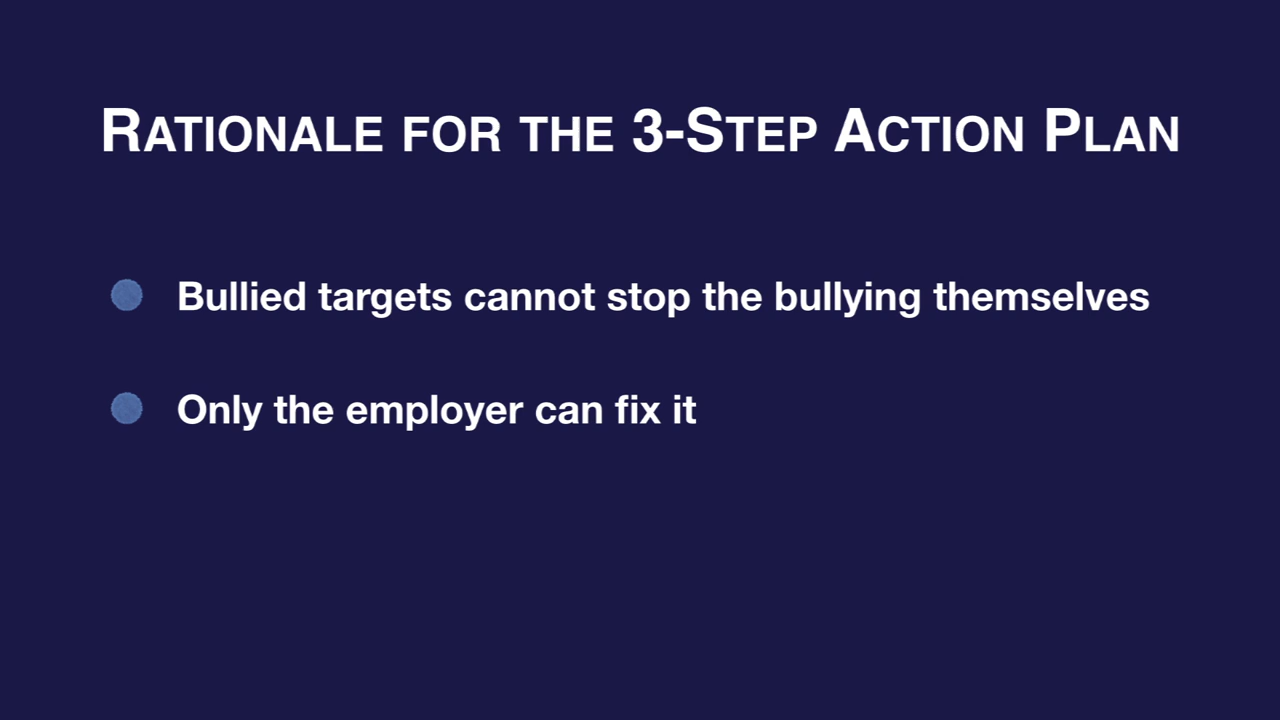 Rationale for the 3-Step Action Plan
Bullied targets cannot stop the bullying themselves
Only the employer can fix it